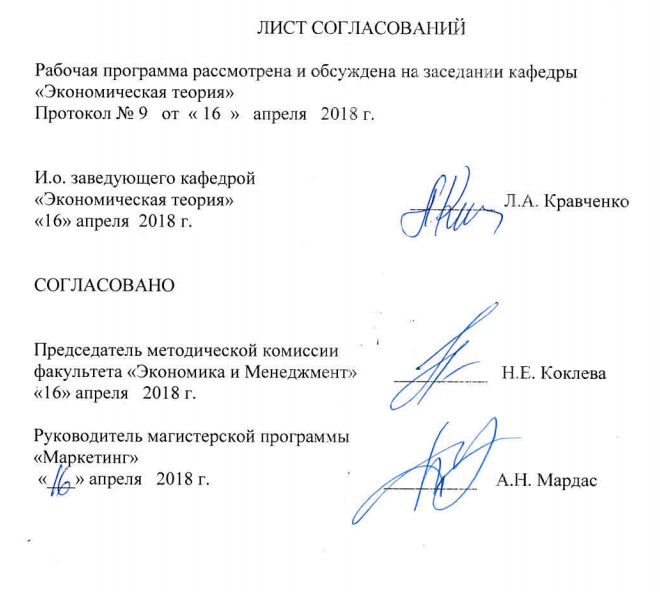 ЛИСТ СОГЛАСОВАНИЙ
Рабочая программа рассмотрена и обсуждена на заседании кафедры
«Экономическая теория»
Протокол № 9 от « 16 » апреля 2018 г.
И.о. заведующего кафедрой
«Экономическая теория»
«16» апреля 2018 г.
Л.А. Кравченко
СОГЛАСОВАНО
Председатель методической комиссии
факультета «Экономика и Менеджмент»
«16» апреля 2018 г.
Н.Е. Коклева
Руководитель магистерской программы
«Маркетинг»
«16» апреля 2018 г.
А.Н. Мардас